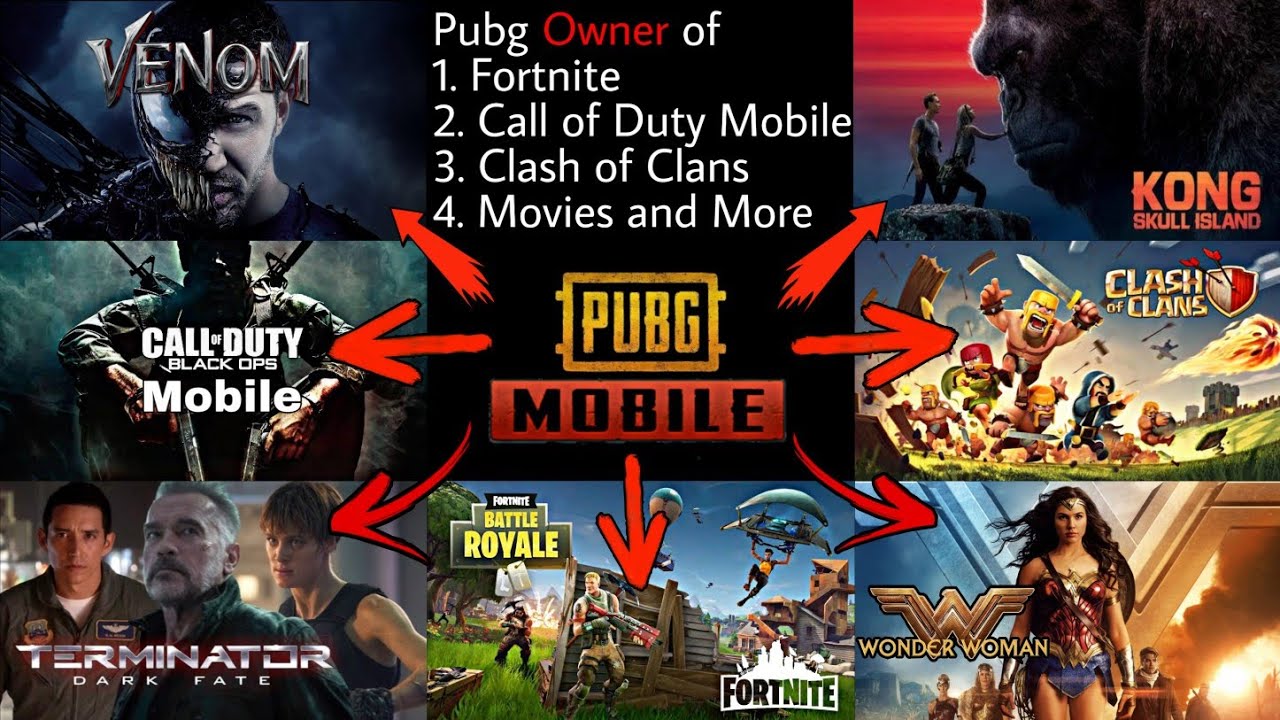 VENOM
Pubg Owner of
1. Fortnite
2. Call of Duty Mobile
3. Clash of Clans
4. Movies and More
KONG
SKULL ISLAND
CALL OF DUTY
BLACK OPS
Mobile
PUBG
MOBILE
CLASH
OF CLANS
TERMINATOR
DARK FATE
FORTNITE
BATTLE
ROYALE
FORTNITE
WONDER WOMAN